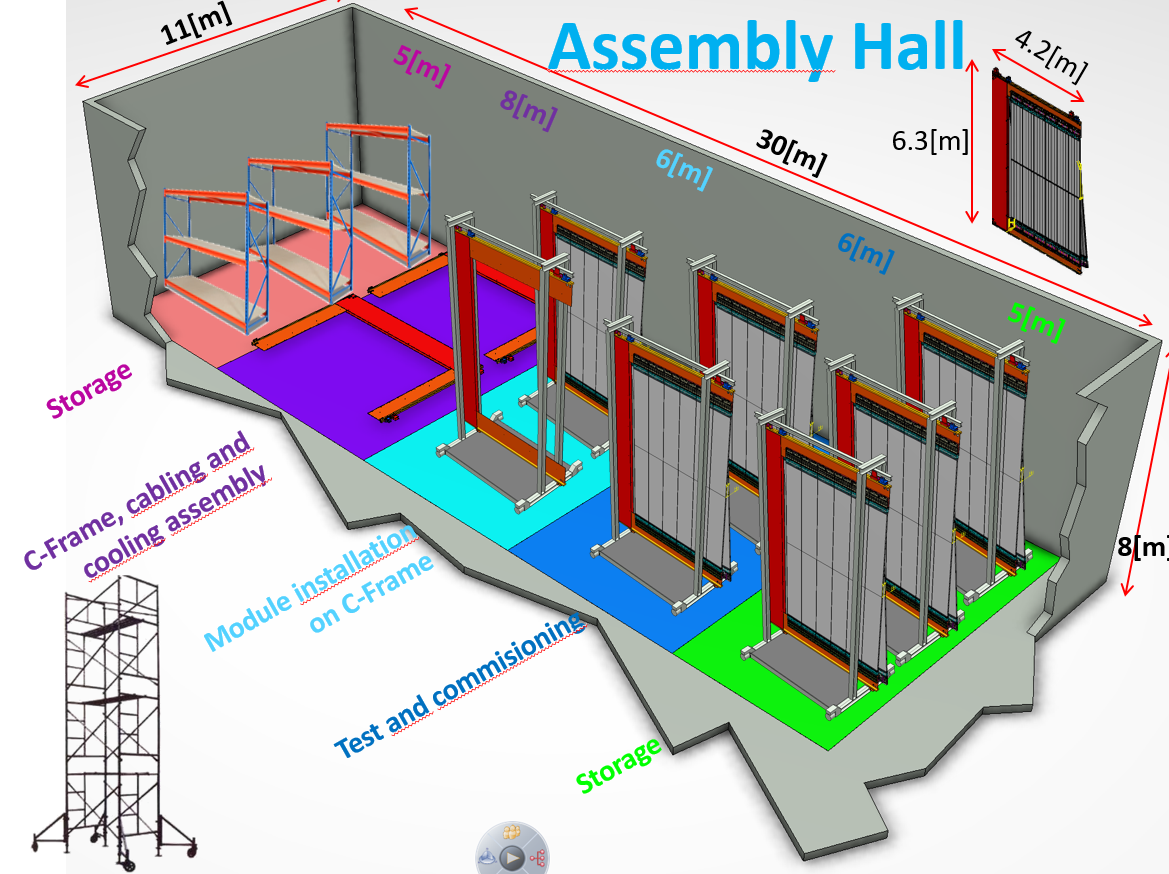 11[m]
Assembly Hall
5[m]
8[m]
4.2[m]
30[m]
6.3[m]
6[m]
6[m]
5[m]
8[m]
Storage
C-Frame, cabling and
cooling assembly
Module installation
on C-Frame
Test and commisioning
Storage